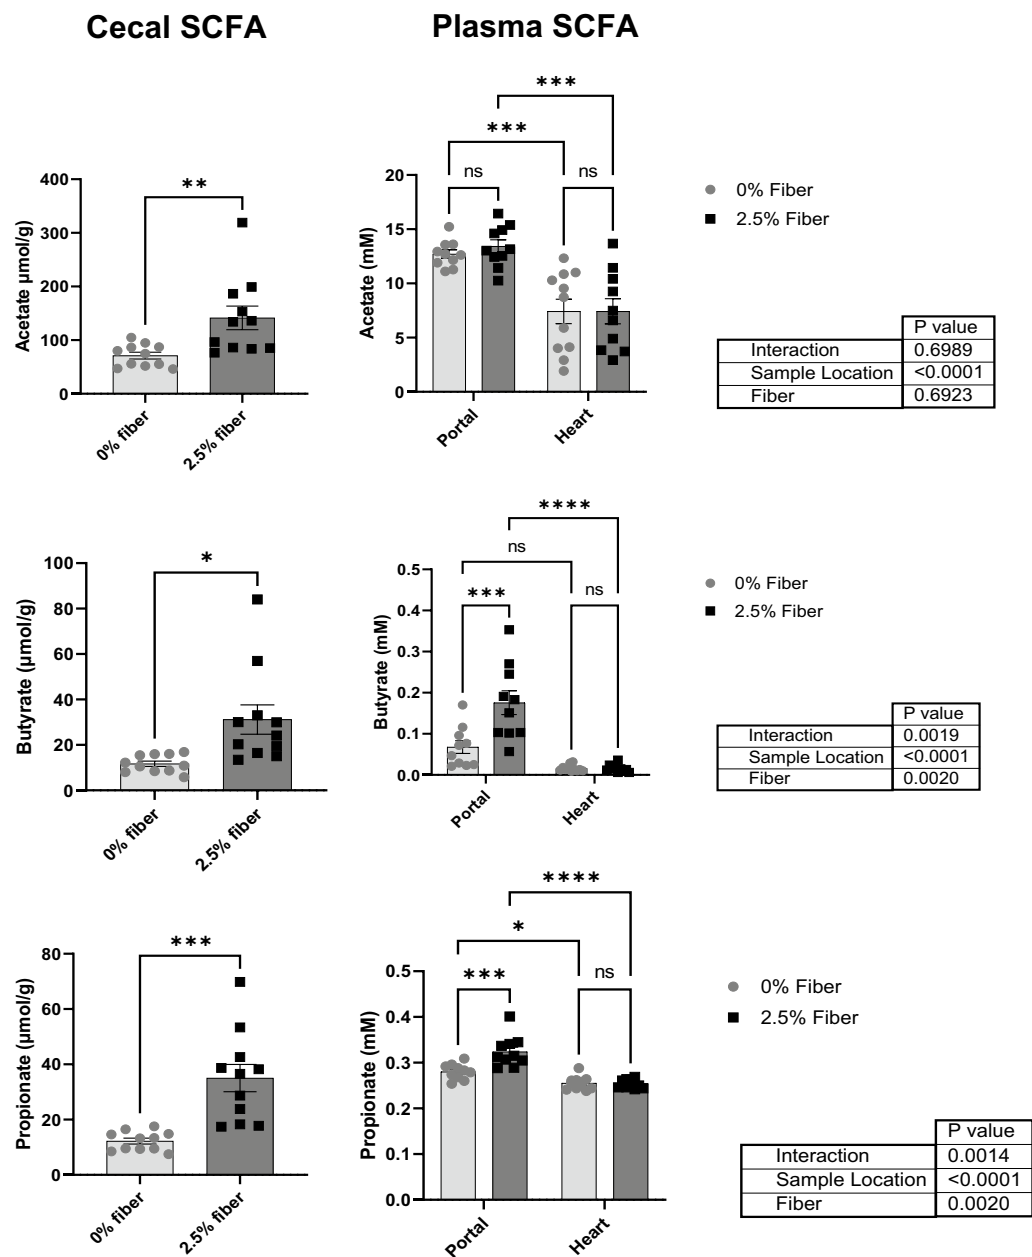 Cecal SCFA
Plasma SCFA
Acetate µmol/g)
400
300
200
100
0
**
0% fiber
2.5% fiber
Acetate (mM)
20
15
10
5
0
***
***
ns
ns
Portal
Heart
0% Fiber
2.5% Fiber
P value
Interaction 0.6989
Sample Location <0.0001
Fiber 0.6923
Butyrate (µmol/g)
100
80
60
40
20
0
*
0% fiber
2.5% fiber
Butyrate (mM)
0.5
0.4
0.3
0.2
0.1
0.0
****
ns
***
ns
Portal
Heart
0% Fiber
2.5% Fiber
P value
Interaction 0.0019
Sample Location <0.0001
Fiber 0.0020
Propionate (µmol/g)
80
60
40
20
0
***
0% fiber
2.5% fiber
Propionate (mM)
0.5
0.4
0.3
0.2
0.1
0.0
****
*
***
ns
Portal
Heart
0% Fiber
2.5% Fiber
P value
Interaction 0.0014
Sample Location <0.0001
Fiber 0.0020